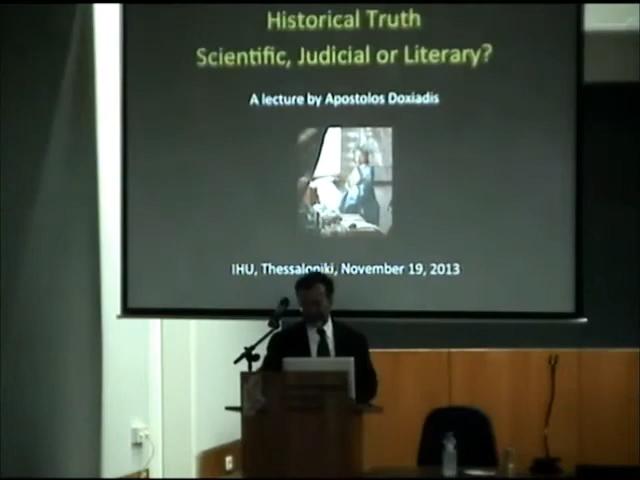 Historical Truth
Scientific, Judicial or Literary?
A lecture by Apostolos Doxiadis
IHU, Thessaloniki, November 19, 2013